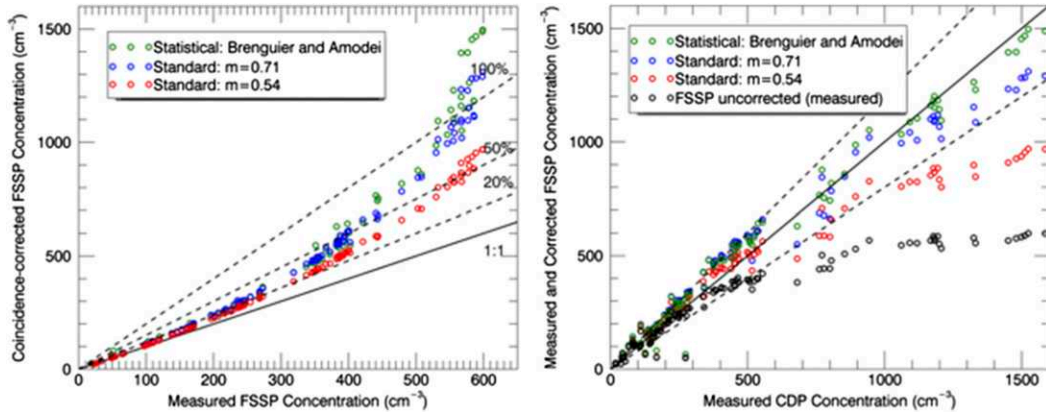 Coincidence-corrected FSSP Concentration (cm⁻³)
1500
1000
500
0
Statistical: Brenguier and Amodei
Standard: m=0.71
Standard: m=0.54
100%
50%
20%
1:1
0 100 200 300 400 500 600
Measured FSSP Concentration (cm⁻³)
Measured and Corrected FSSP Concentration (cm⁻³)
1500
1000
500
0
Statistical: Brenguier and Amodei
Standard: m=0.71
Standard: m=0.54
FSSP uncorrected (measured)
0 500 1000 1500
Measured CDP Concentration (cm⁻³)